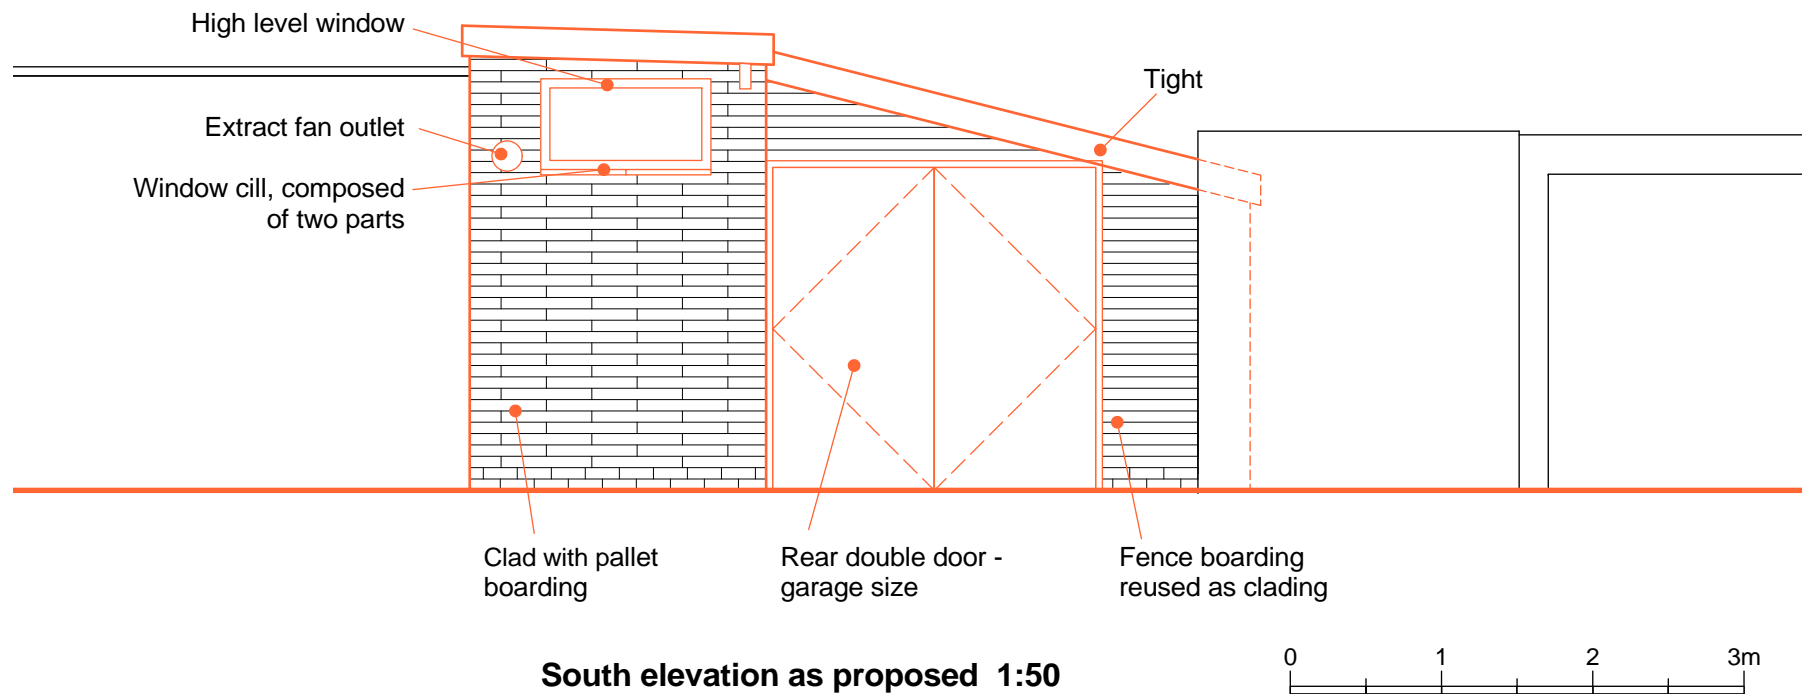 High level window
Extract fan outlet
Window cill, composed
of two parts
Tight
Clad with pallet
boarding
Rear double door -
garage size
Fence boarding
reused as clading
South elevation as proposed 1:50
0 1 2 3m